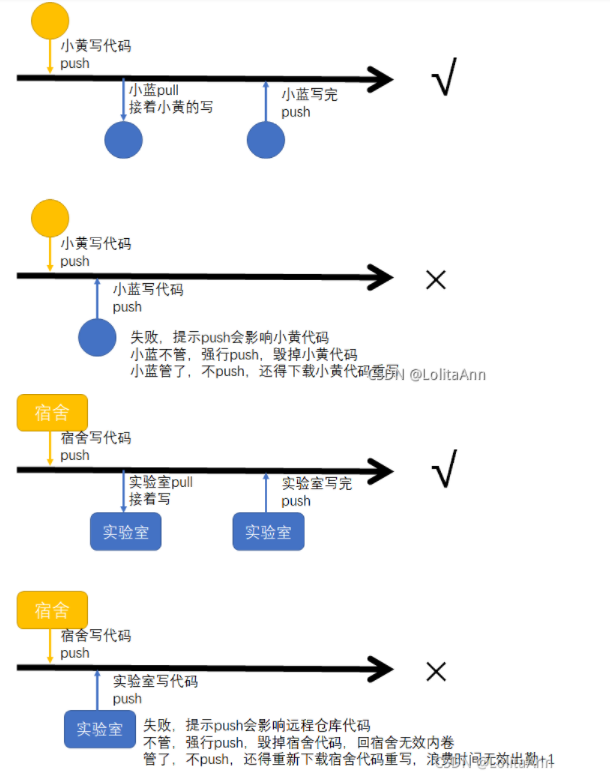 小黄写代码
push
小蓝pull
接着小黄的写
小蓝写完
push
√
小黄写代码
push
小蓝写代码
push
×
失败，提示push会影响小黄代码
小蓝不管，强行push，毁掉小黄代码
小蓝管了，不push，还得下载小黄代码重写
CSDN @LolitaAnn
宿舍
宿舍写代码
push
实验室pull
接着写
实验室写完
push
√
实验室
实验室
宿舍
宿舍写代码
push
实验室写代码
push
×
实验室
失败，提示push会影响远程仓库代码
不管，强行push，毁掉宿舍代码，回宿舍无效内卷
管了，不push，还得重新下载宿舍代码重写，浪费时间无效出勤+1
CSDN @LolitaAnn